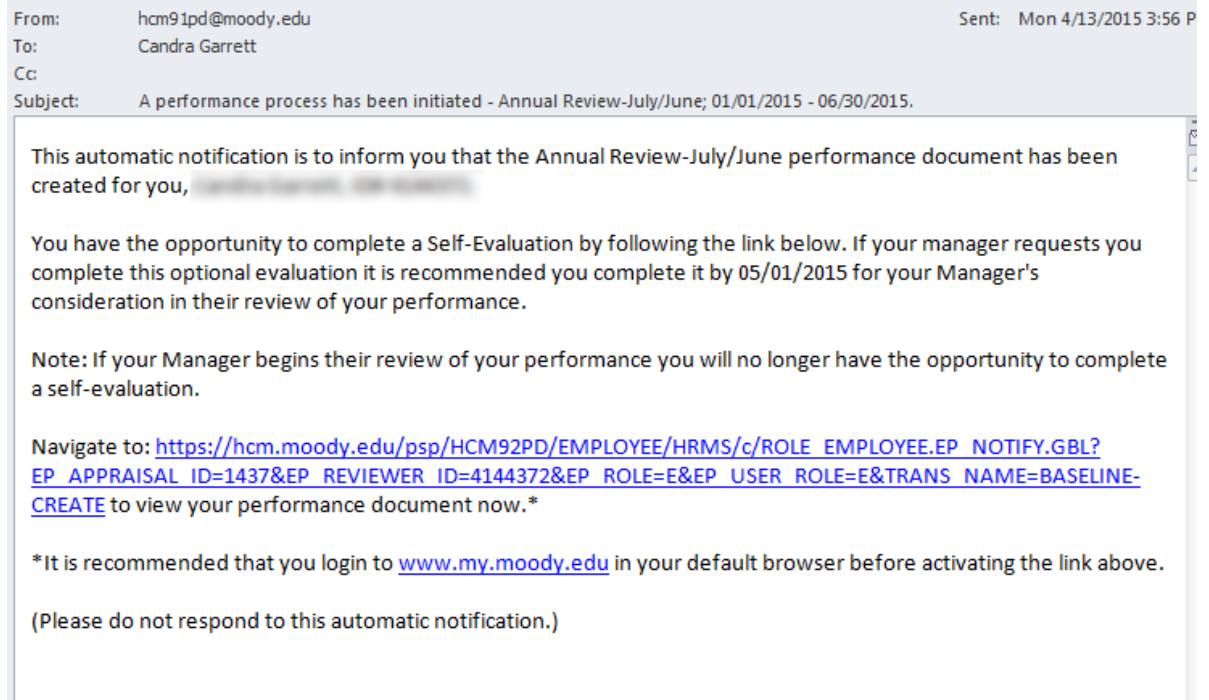 From: hcm91pd@moody.edu Sent: Mon 4/13/2015 3:56 P
To: Candra Garrett
Cc:
Subject: A performance process has been initiated - Annual Review-July/June; 01/01/2015 - 06/30/2015.
This automatic notification is to inform you that the Annual Review-July/June performance document has been
created for you,
You have the opportunity to complete a Self-Evaluation by following the link below. If your manager requests you
complete this optional evaluation it is recommended you complete it by 05/01/2015 for your Manager's
consideration in their review of your performance.
Note: If your Manager begins their review of your performance you will no longer have the opportunity to complete
a self-evaluation.
Navigate to: https://hcm.moody.edu/psp/HCM92PD/EMPLOYEE/HRMS/c/ROLE_EMPLOYEE.EP_NOTIFY.GBL?
EP_APPRAISAL_ID=1437&EP_REVIEWER_ID=4144372&EP_ROLE=E&EP_USER_ROLE=E&TRANS_NAME=BASELINE-
CREATE to view your performance document now.*
*It is recommended that you login to www.my.moody.edu in your default browser before activating the link above.
(Please do not respond to this automatic notification.)